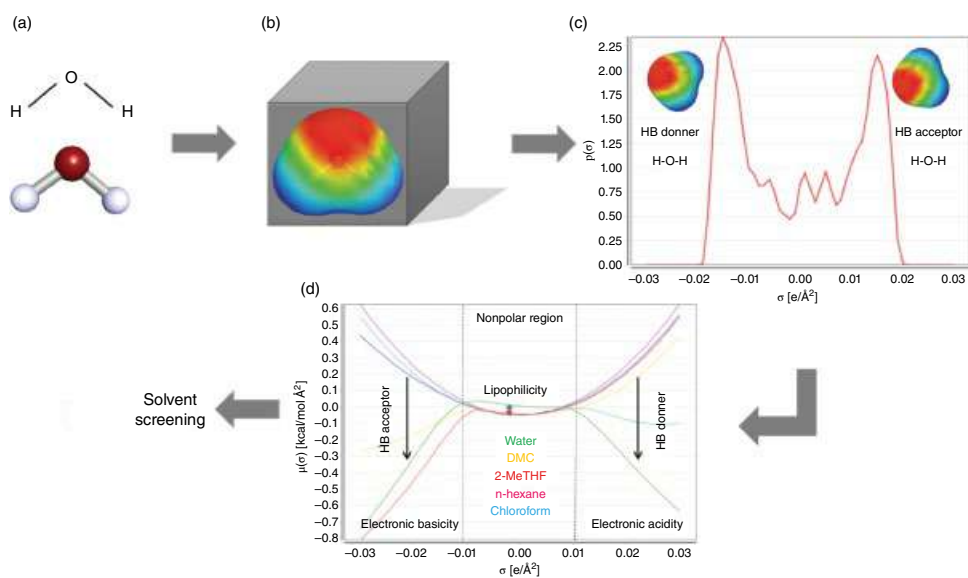 (a)
O
H H
(b)
(c)
2.25
2.00
1.75
1.50
1.25
1.00
0.75
0.50
0.25
0.00
p(σ)
HB donner
H-O-H
HB acceptor
H-O-H
−0.03 −0.02 −0.01 0.00 0.01 0.02 0.03
σ [e/Å²]
(d)
0.6
0.5
0.4
0.3
0.2
0.1
0.0
−0.1
−0.2
−0.3
−0.4
−0.5
−0.6
−0.7
−0.8
μ(σ) [kcal/mol Å²]
Nonpolar region
Lipophilicity
HB acceptor
HB donner
Water
DMC
2-MeTHF
n-hexane
Chloroform
Electronic basicity
Electronic acidity
−0.03 −0.02 −0.01 0.00 0.01 0.02 0.03
σ [e/Å²]
Solvent
screening